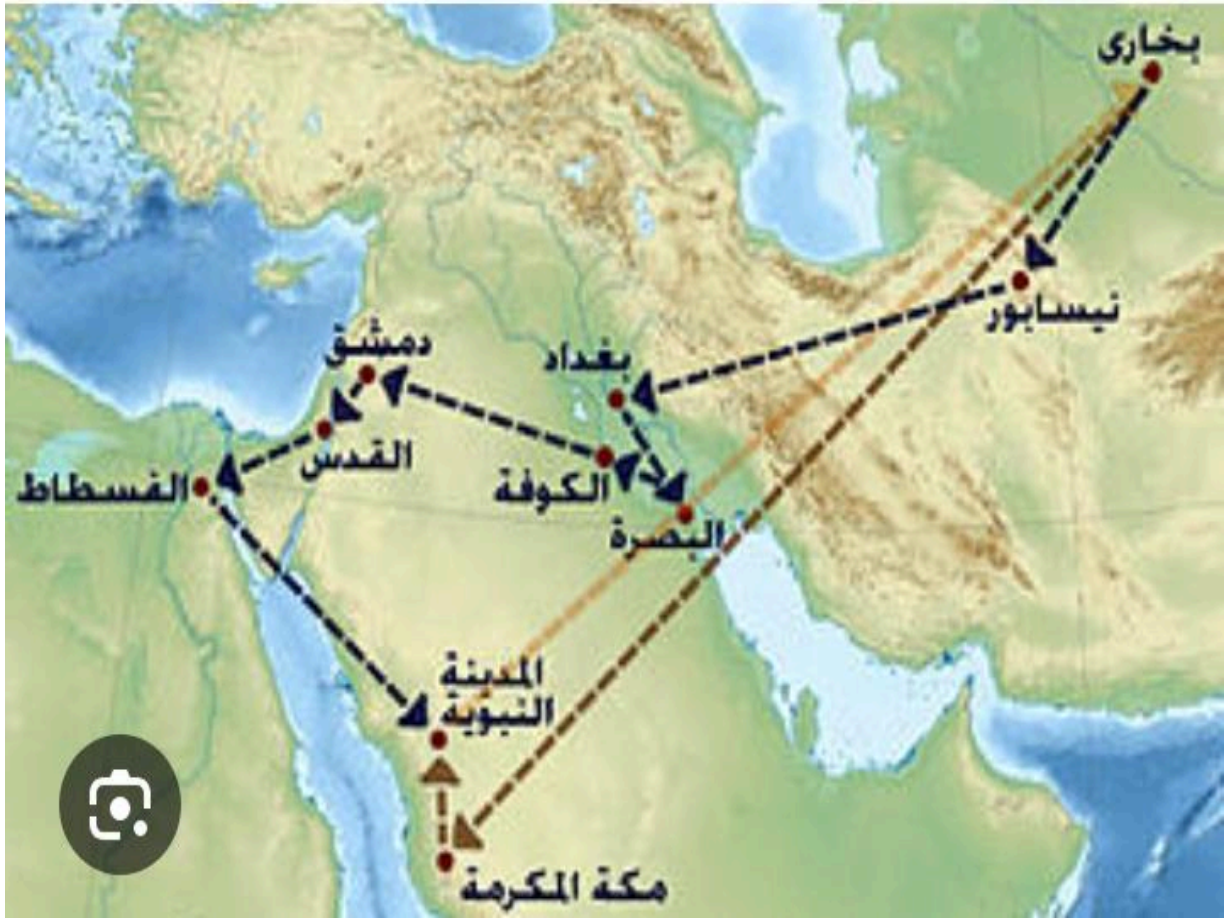 بخارى
نيسابور
دمشق
بغداد
القدس
الكوفة
الفسطاط
البصرة
المدينة
النبوية
مكة المكرمة